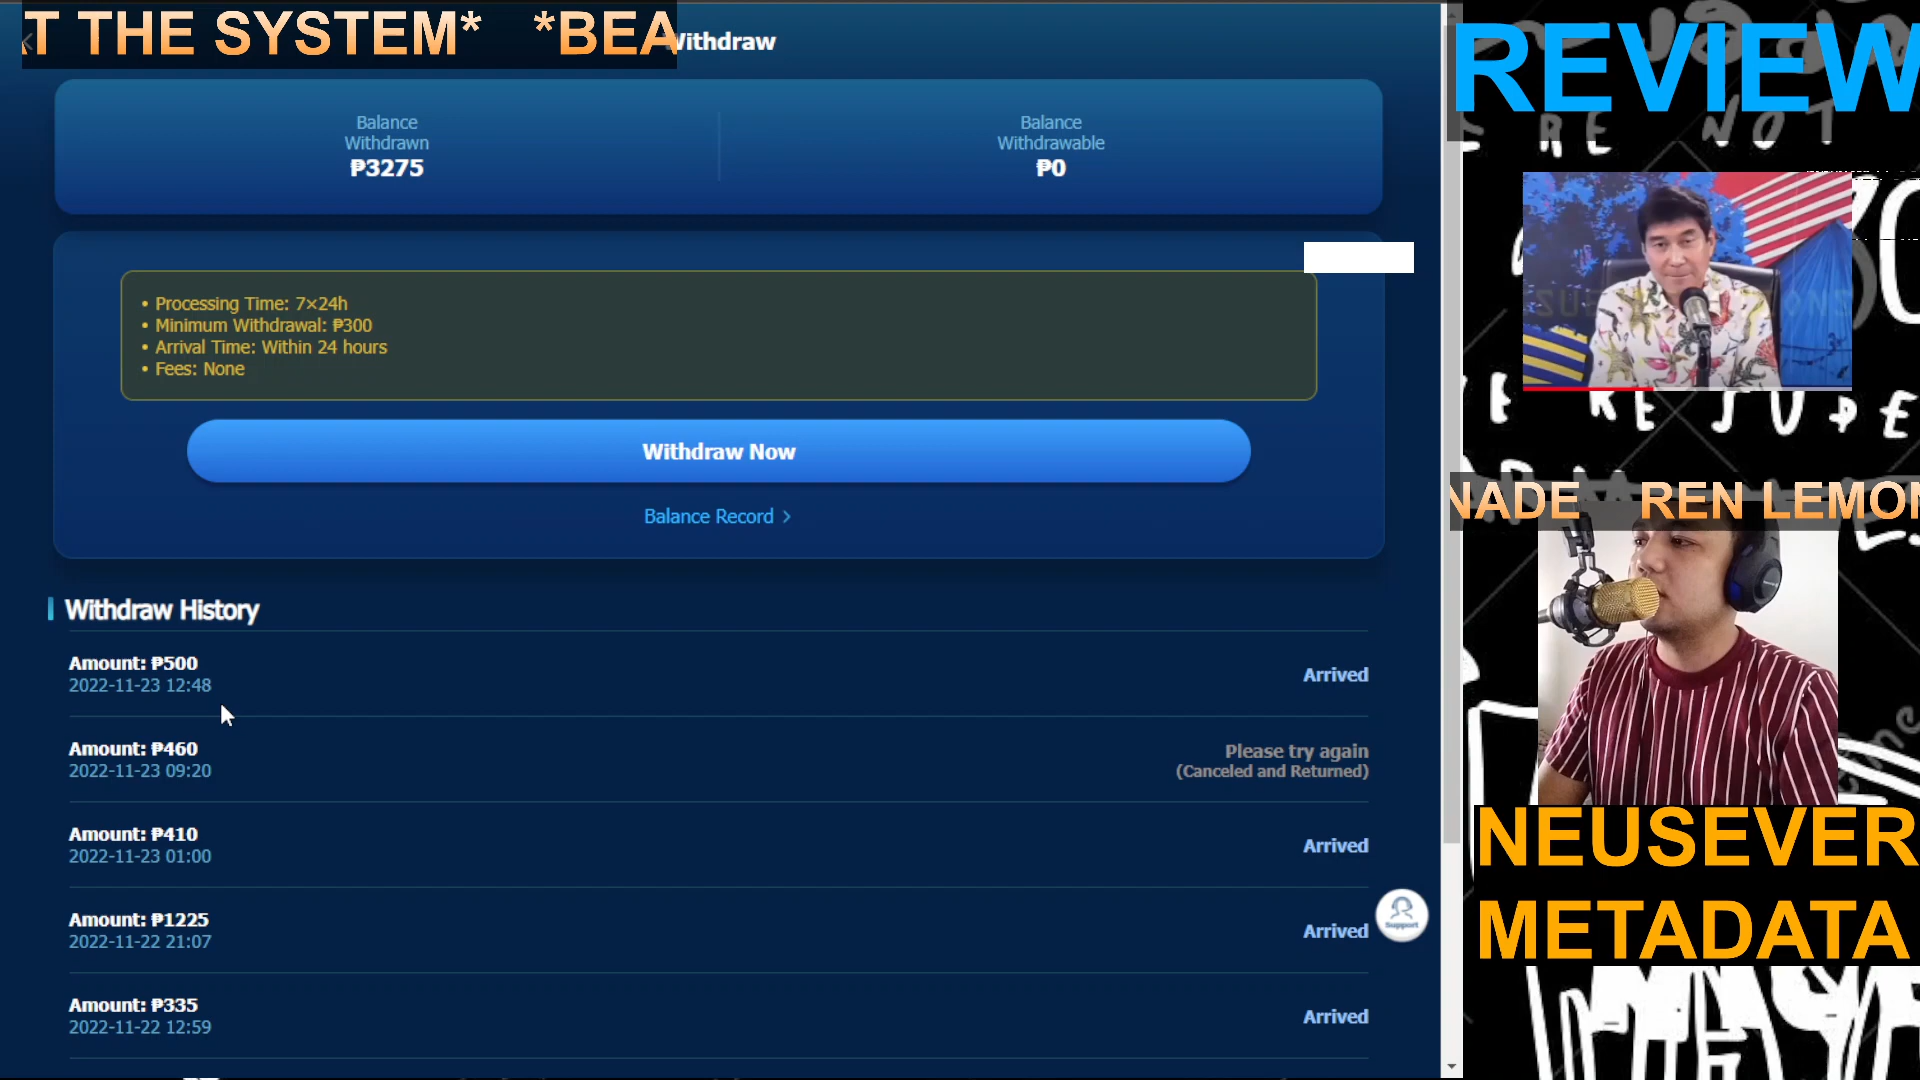 T THE SYSTEM* *BEA
Withdraw
Balance
Withdrawn
₱3275
Balance
Withdrawable
₱0
• Processing Time: 7×24h
• Minimum Withdrawal: ₱300
• Arrival Time: Within 24 hours
• Fees: None
Withdraw Now
Balance Record >
Withdraw History
Amount: ₱500
2022-11-23 12:48
Arrived
Amount: ₱460
2022-11-23 09:20
Please try again
(Canceled and Returned)
Amount: ₱410
2022-11-23 01:00
Arrived
Amount: ₱1225
2022-11-22 21:07
Arrived
Support
Amount: ₱335
2022-11-22 12:59
Arrived
REVIEW
RE NOT
NADE REN LEMON
NEUSEVER
METADATA